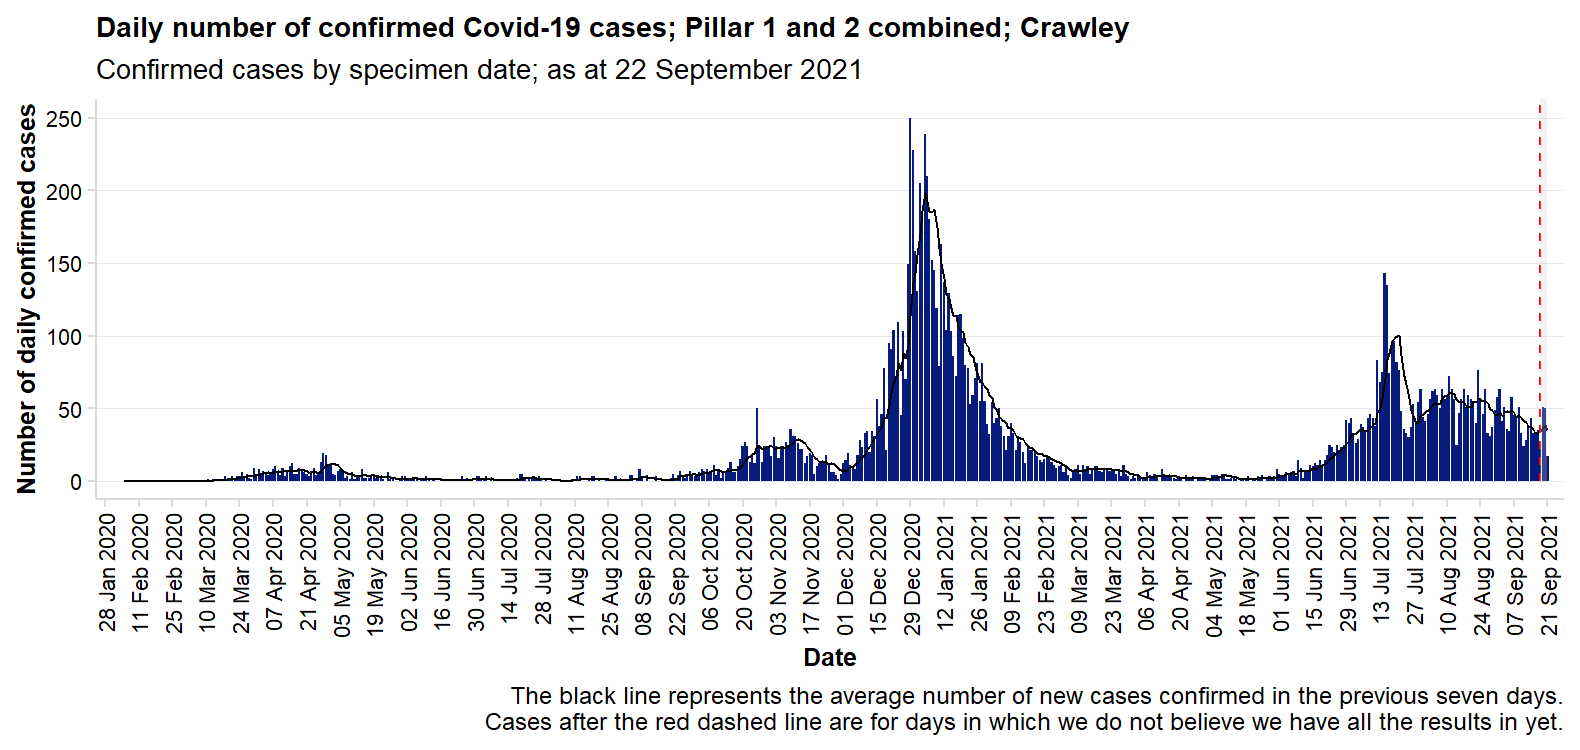 Daily number of confirmed Covid-19 cases; Pillar 1 and 2 combined; Crawley
Confirmed cases by specimen date; as at 22 September 2021
Number of daily confirmed cases
250
200
150
100
50
0
28 Jan 2020
11 Feb 2020
25 Feb 2020
10 Mar 2020
24 Mar 2020
07 Apr 2020
21 Apr 2020
05 May 2020
19 May 2020
02 Jun 2020
16 Jun 2020
30 Jun 2020
14 Jul 2020
28 Jul 2020
11 Aug 2020
25 Aug 2020
08 Sep 2020
22 Sep 2020
06 Oct 2020
20 Oct 2020
03 Nov 2020
17 Nov 2020
01 Dec 2020
15 Dec 2020
29 Dec 2020
12 Jan 2021
26 Jan 2021
09 Feb 2021
23 Feb 2021
09 Mar 2021
23 Mar 2021
06 Apr 2021
20 Apr 2021
04 May 2021
18 May 2021
01 Jun 2021
15 Jun 2021
29 Jun 2021
13 Jul 2021
27 Jul 2021
10 Aug 2021
24 Aug 2021
07 Sep 2021
21 Sep 2021
Date
The black line represents the average number of new cases confirmed in the previous seven days.
Cases after the red dashed line are for days in which we do not believe we have all the results in yet.